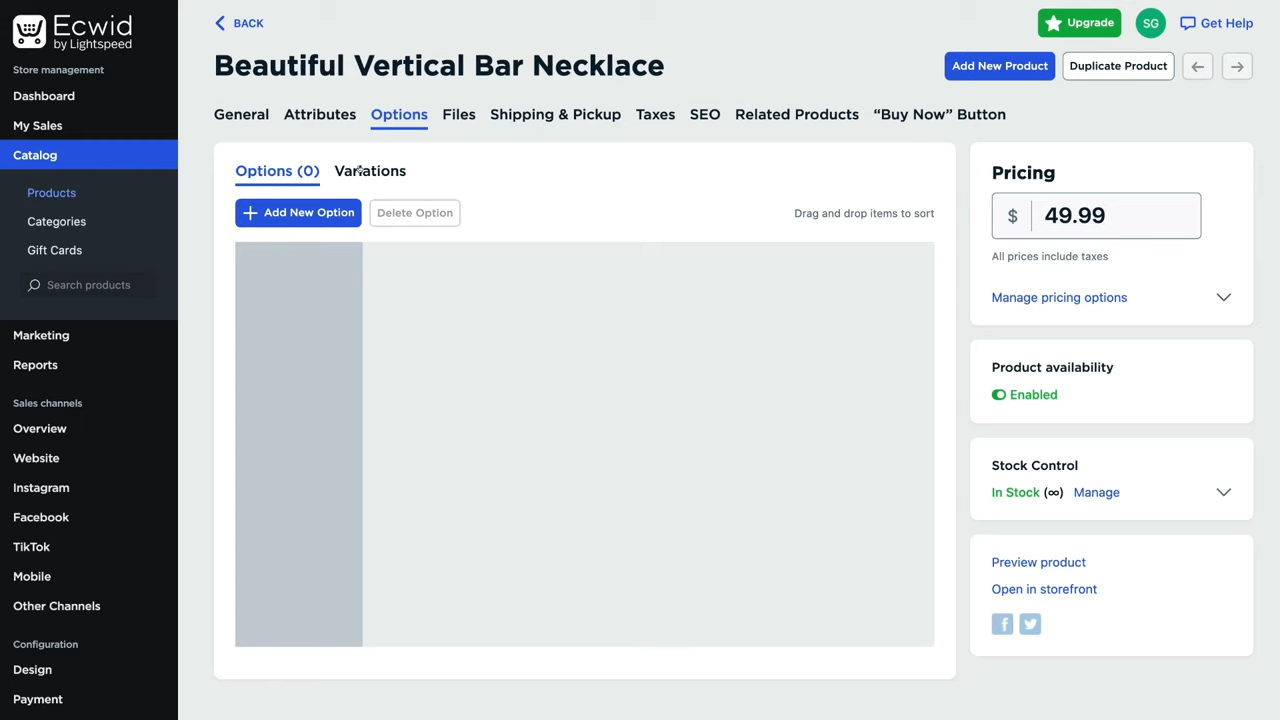 Ecwid
by Lightspeed
Store management
Dashboard
My Sales
Catalog
Products
Categories
Gift Cards
Search products
Marketing
Reports
Sales channels
Overview
Website
Instagram
Facebook
TikTok
Mobile
Other Channels
Configuration
Design
Payment
BACK
Upgrade
SG
Get Help
Beautiful Vertical Bar Necklace
Add New Product
Duplicate Product
General Attributes Options Files Shipping & Pickup Taxes SEO Related Products “Buy Now” Button
Options (0) Variations
Add New Option
Delete Option
Drag and drop items to sort
Pricing
$ 49.99
All prices include taxes
Manage pricing options
Product availability
Enabled
Stock Control
In Stock (∞) Manage
Preview product
Open in storefront